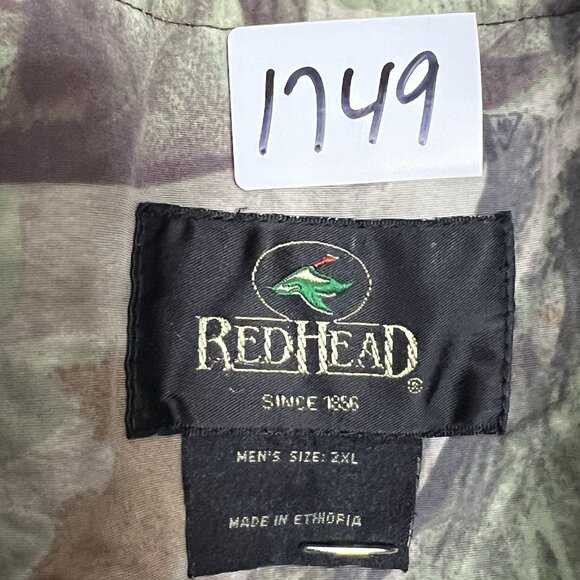 1749
REDHEAD®
SINCE 1856
MEN'S SIZE: 2XL
MADE IN ETHIOPIA